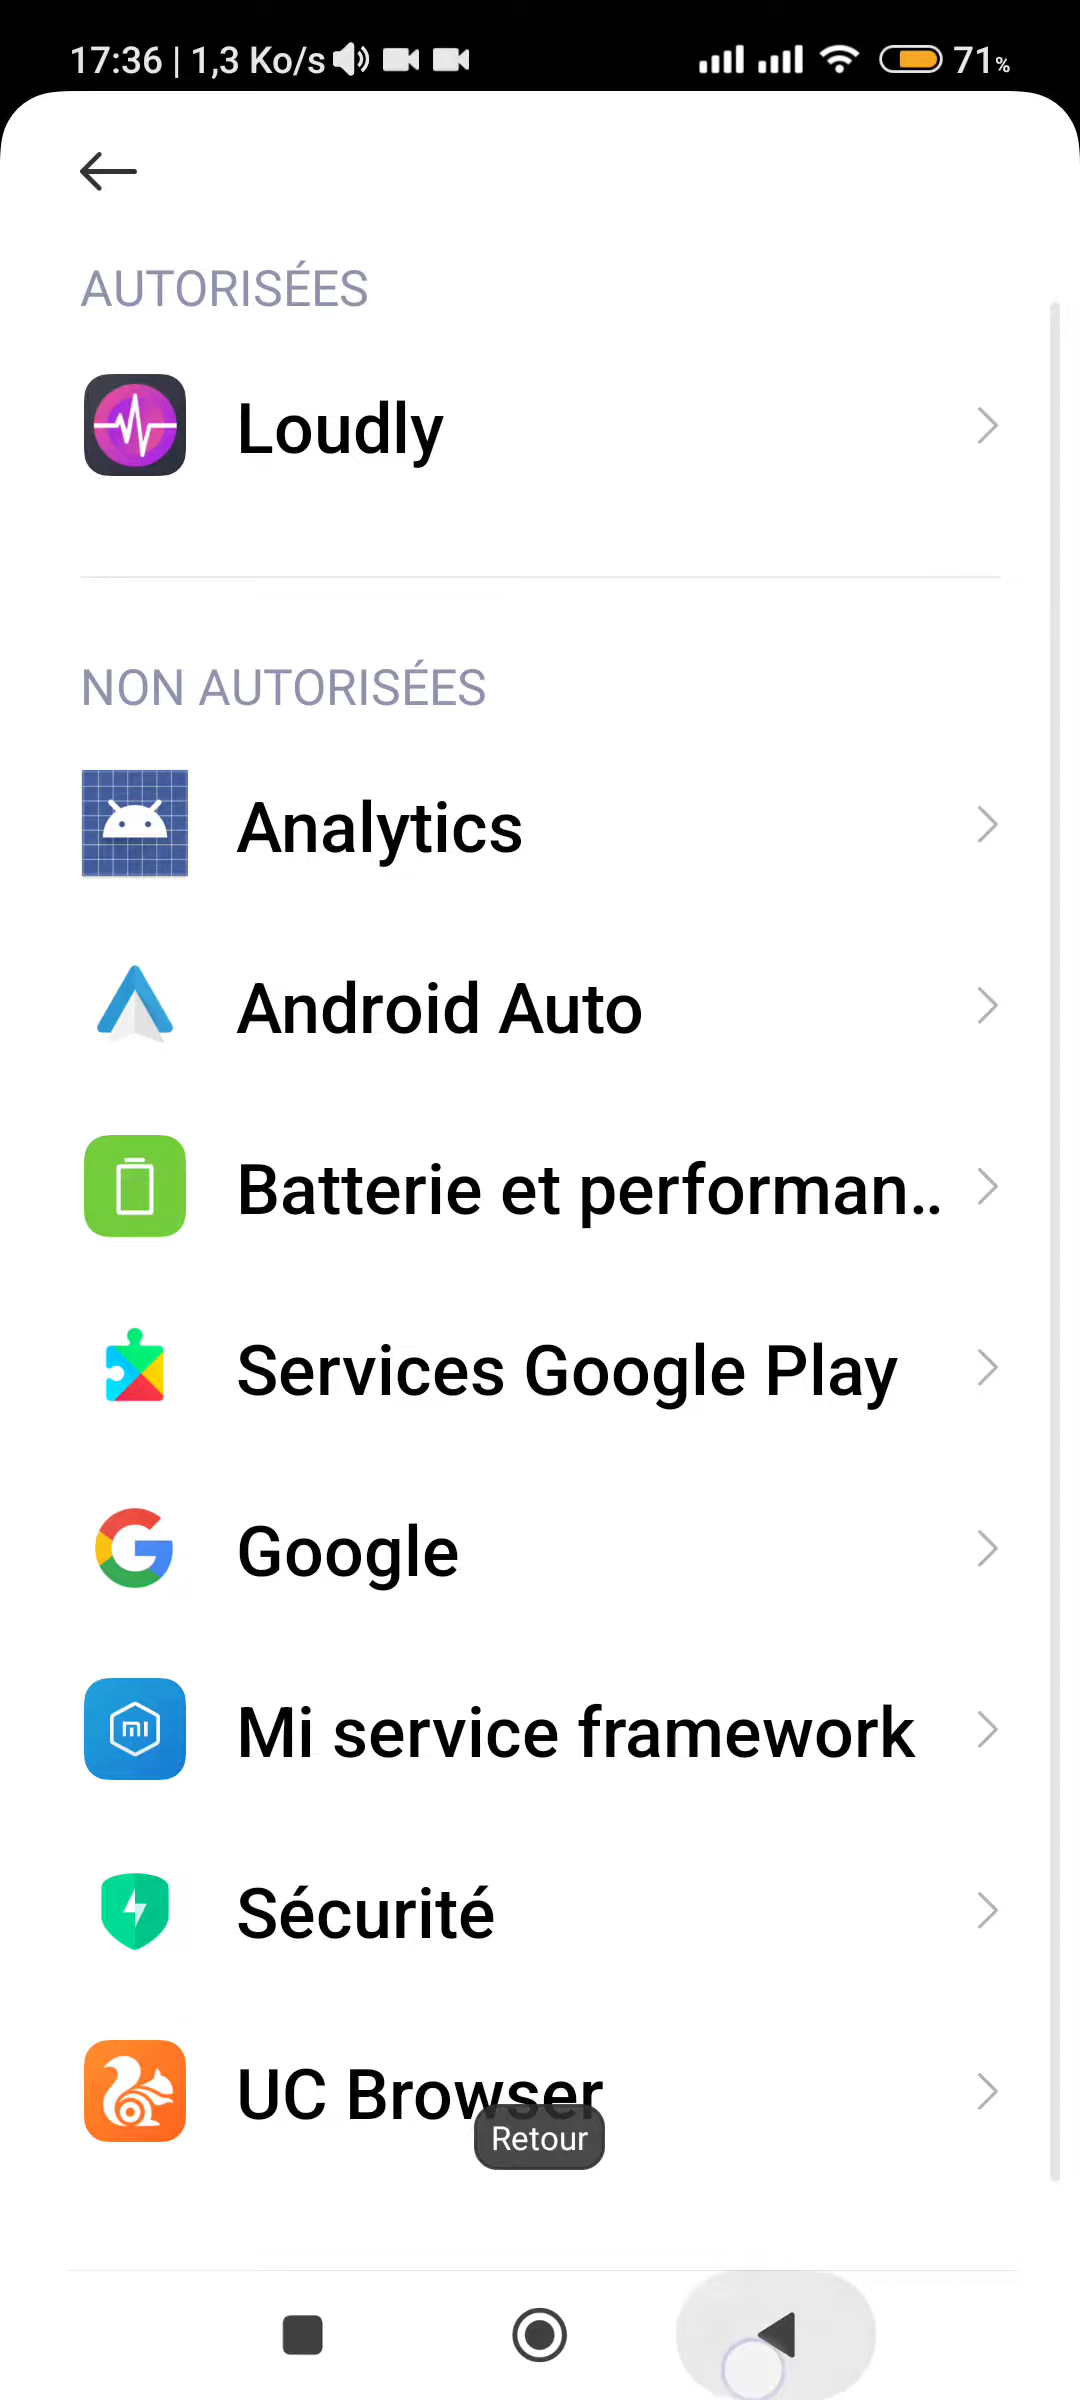 17:36 | 1,3 Ko/s 71%
AUTORISÉES
Loudly
NON AUTORISÉES
Analytics
Android Auto
Batterie et performan..
Services Google Play
Google
Mi service framework
Sécurité
UC Browser
Retour